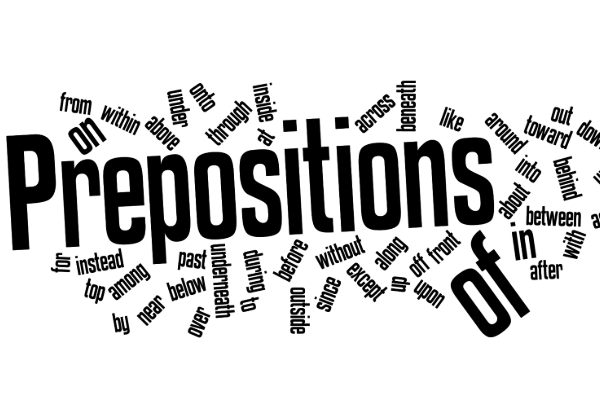 from
within
on
above
under
onto
through
inside
at
across
beneath
like
around
toward
out
into
behind
about
between
Prepositions
for
instead
top
among
by
near
below
past
over
underneath
during
to
before
outside
without
since
except
along
up
off
front
upon
of
in
after
with